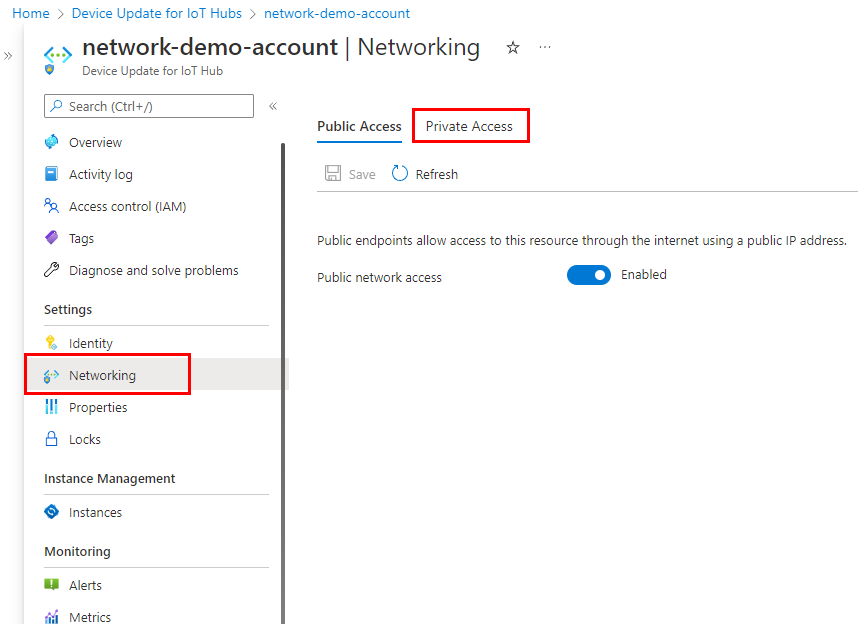 Home > Device Update for IoT Hubs > network-demo-account
»
network-demo-account | Networking
☆ ...
Device Update for IoT Hub
Search (Ctrl+/)
«
Overview
Activity log
Access control (IAM)
Tags
Diagnose and solve problems
Settings
Identity
Networking
Properties
Locks
Instance Management
Instances
Monitoring
Alerts
Metrics
Public Access Private Access
Save Refresh
Public endpoints allow access to this resource through the internet using a public IP address.
Public network access Enabled